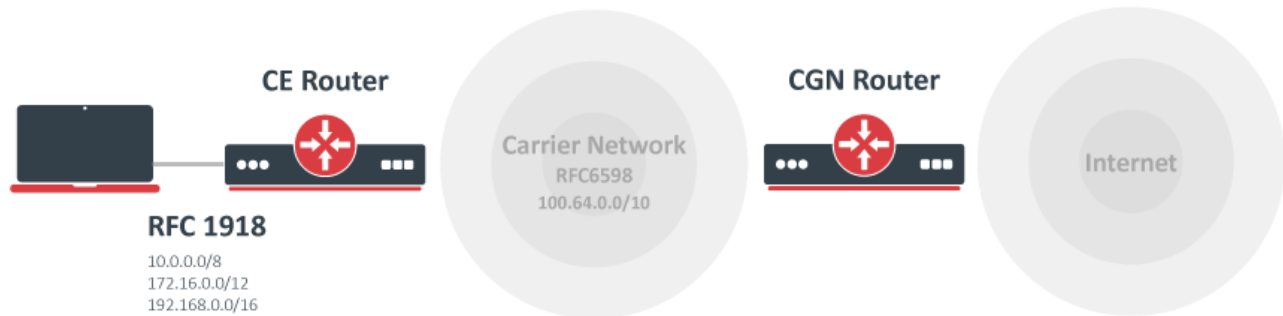 CE Router
CGN Router
Carrier Network
RFC6598
100.64.0.0/10
Internet
RFC 1918
10.0.0.0/8
172.16.0.0/12
192.168.0.0/16